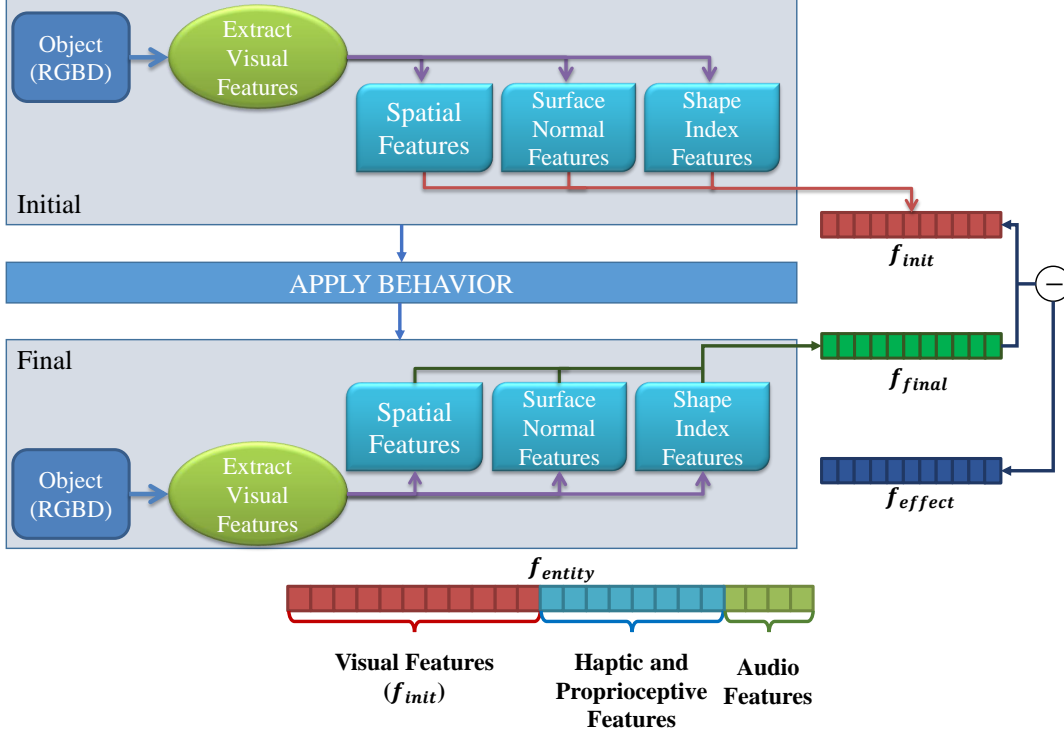 Object
(RGBD)
Extract
Visual
Features
Spatial
Features
Surface
Normal
Features
Shape
Index
Features
Initial
f_init
APPLY BEHAVIOR
−
Final
f_final
Spatial
Features
Surface
Normal
Features
Shape
Index
Features
Object
(RGBD)
Extract
Visual
Features
f_effect
f_entity
Visual Features
(f_init)
Haptic and
Proprioceptive
Features
Audio
Features